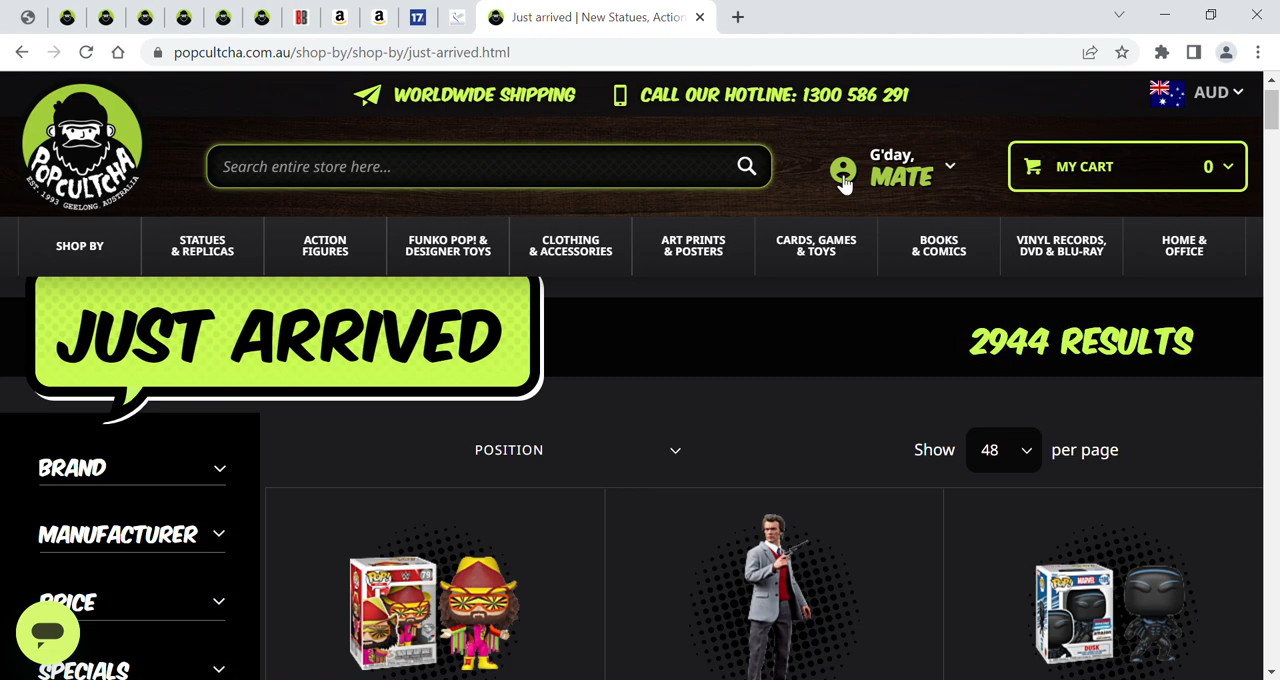 17
Just arrived | New Statues, Action
popcultcha.com.au/shop-by/shop-by/just-arrived.html
WORLDWIDE SHIPPING
CALL OUR HOTLINE: 1300 586 291
AUD
POPCULTCHA
EST. 1993 GEELONG, AUSTRALIA
Search entire store here...
G'day,
MATE
MY CART
0
SHOP BY
STATUES
& REPLICAS
ACTION
FIGURES
FUNKO POP! &
DESIGNER TOYS
CLOTHING
& ACCESSORIES
ART PRINTS
& POSTERS
CARDS, GAMES
& TOYS
BOOKS
& COMICS
VINYL RECORDS,
DVD & BLU-RAY
HOME &
OFFICE
JUST ARRIVED
2944 RESULTS
POSITION
Show 48 per page
BRAND
MANUFACTURER
PRICE
SPECIALS
POP!
MARVEL
DUSK